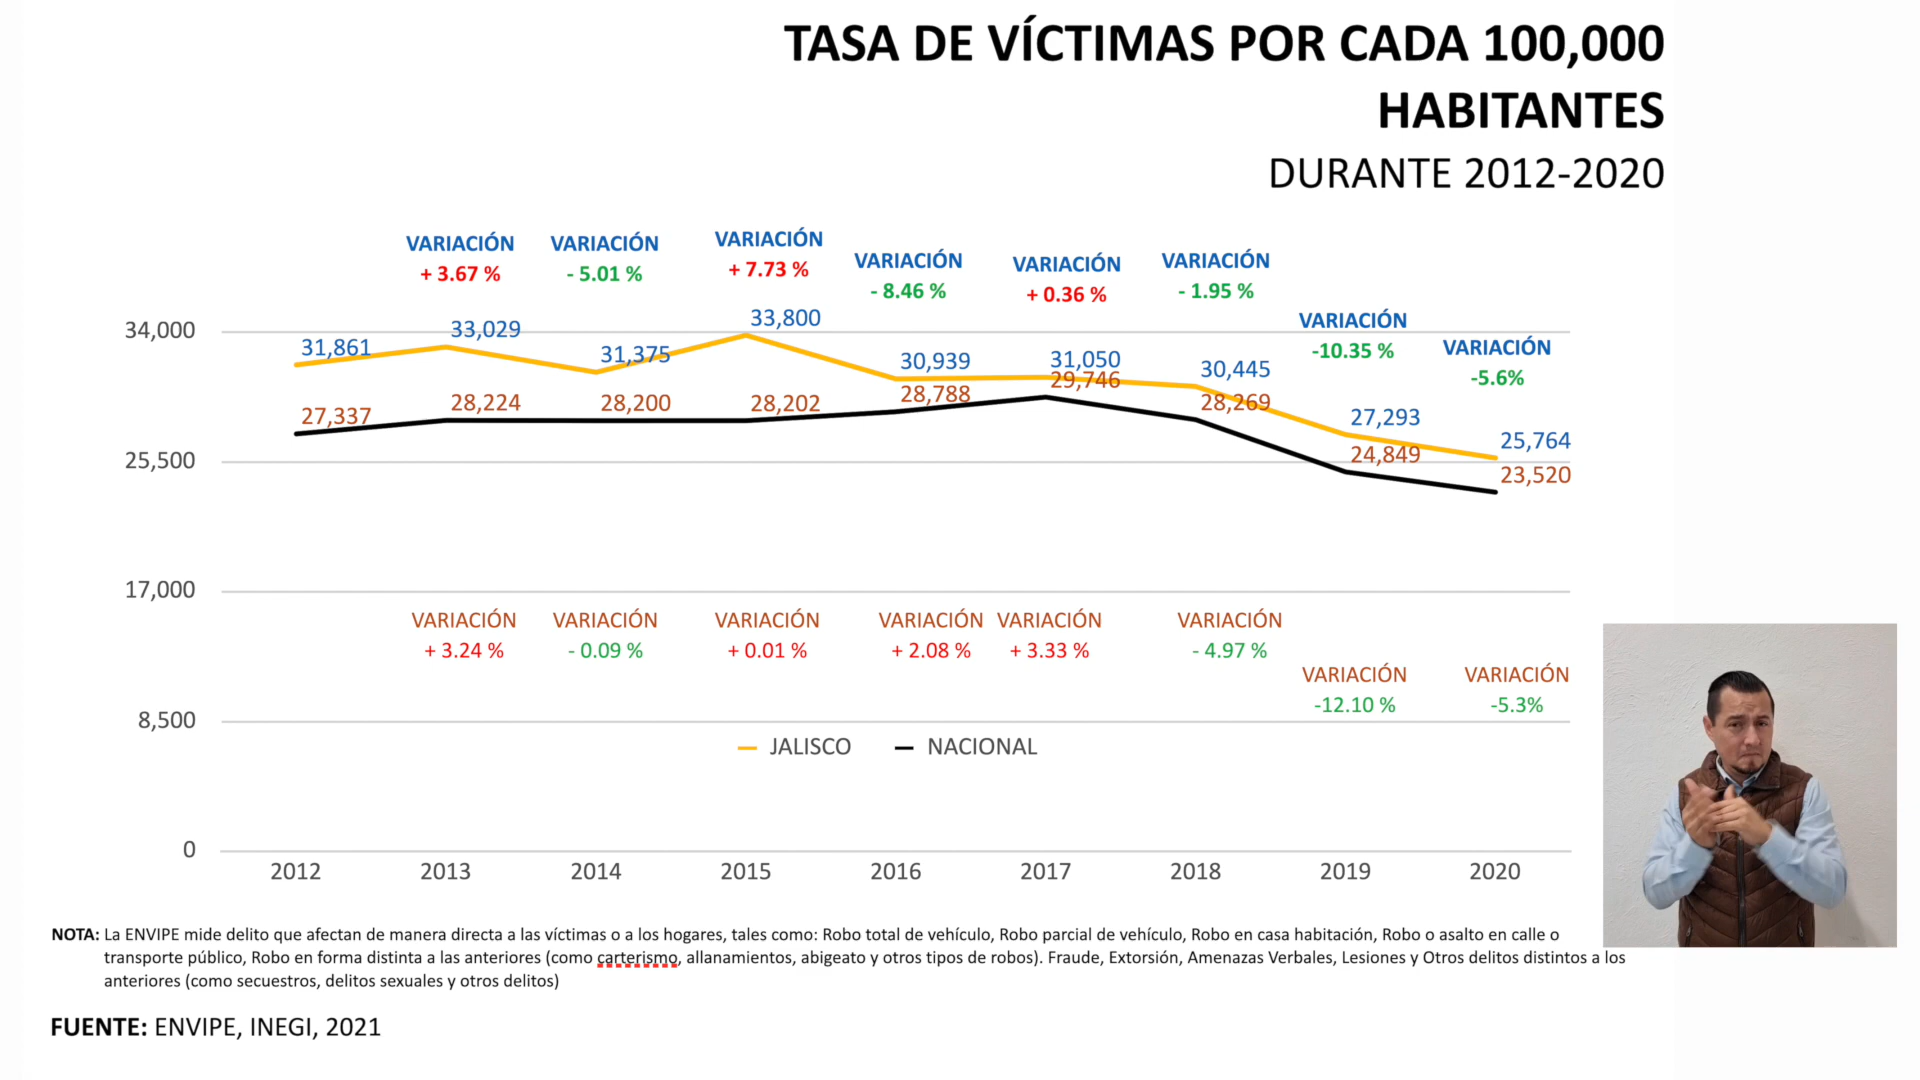 TASA DE VÍCTIMAS POR CADA 100,000
HABITANTES
DURANTE 2012-2020
VARIACIÓN
+ 3.67 %
VARIACIÓN
- 5.01 %
VARIACIÓN
+ 7.73 %
VARIACIÓN
- 8.46 %
VARIACIÓN
+ 0.36 %
VARIACIÓN
- 1.95 %
VARIACIÓN
-10.35 %
VARIACIÓN
-5.6%
34,000
25,500
17,000
8,500
0
31,861
33,029
31,375
33,800
30,939
31,050
30,445
27,293
25,764
27,337
28,224
28,200
28,202
28,788
29,746
28,269
24,849
23,520
VARIACIÓN
+ 3.24 %
VARIACIÓN
- 0.09 %
VARIACIÓN
+ 0.01 %
VARIACIÓN
+ 2.08 %
VARIACIÓN
+ 3.33 %
VARIACIÓN
- 4.97 %
VARIACIÓN
-12.10 %
VARIACIÓN
-5.3%
JALISCO NACIONAL
2012 2013 2014 2015 2016 2017 2018 2019 2020
NOTA: La ENVIPE mide delito que afectan de manera directa a las víctimas o a los hogares, tales como: Robo total de vehículo, Robo parcial de vehículo, Robo en casa habitación, Robo o asalto en calle o
transporte público, Robo en forma distinta a las anteriores (como carterismo, allanamientos, abigeato y otros tipos de robos). Fraude, Extorsión, Amenazas Verbales, Lesiones y Otros delitos distintos a los
anteriores (como secuestros, delitos sexuales y otros delitos)
FUENTE: ENVIPE, INEGI, 2021